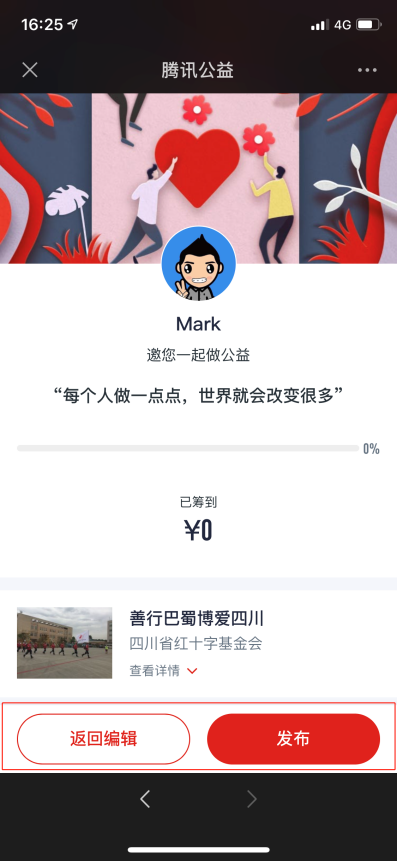 16:25
4G
腾讯公益
Mark
邀您一起做公益
“每个人做一点点，世界就会改变很多”
0%
已筹到
¥0
善行巴蜀博爱四川
四川省红十字基金会
查看详情
返回编辑
发布